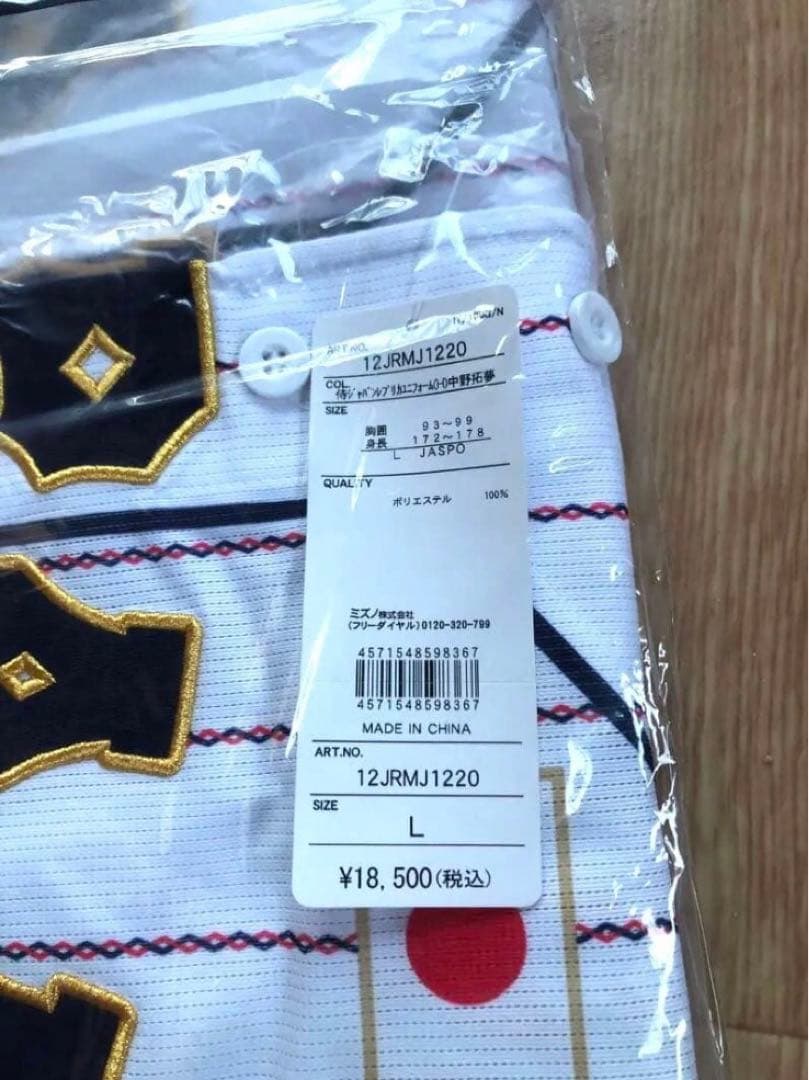 ART.NO.
12JRMJ1220
COL.
侍ジャパンレプリカユニフォーム(3-0中野拓夢
SIZE
胸囲 93～99
身長 172～178
L JASPO
QUALITY
ポリエステル 100%
ミズノ株式会社
(フリーダイヤル)0120-320-799
4571548598367
4571548598367
MADE IN CHINA
ART.NO.
12JRMJ1220
SIZE
L
¥18,500(税込)